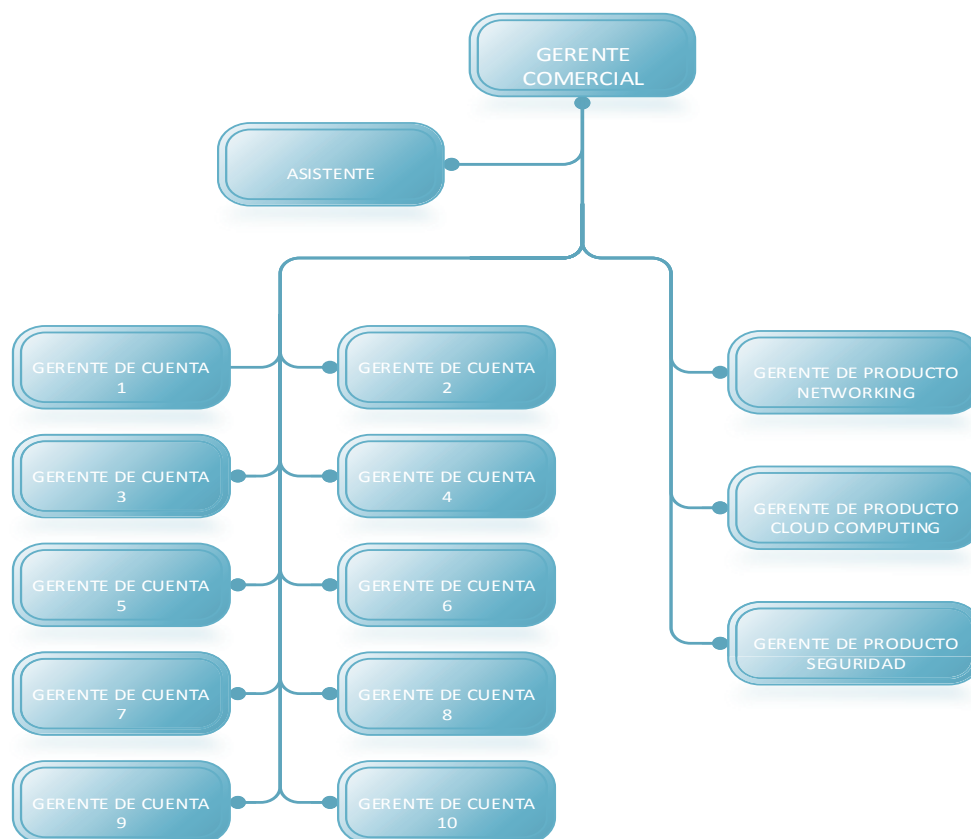 GERENTE
COMERCIAL
ASISTENTE
GERENTE DE CUENTA
1
GERENTE DE CUENTA
2
GERENTE DE PRODUCTO
NETWORKING
GERENTE DE CUENTA
3
GERENTE DE CUENTA
4
GERENTE DE PRODUCTO
CLOUD COMPUTING
GERENTE DE CUENTA
5
GERENTE DE CUENTA
6
GERENTE DE PRODUCTO
SEGURIDAD
GERENTE DE CUENTA
7
GERENTE DE CUENTA
8
GERENTE DE CUENTA
9
GERENTE DE CUENTA
10